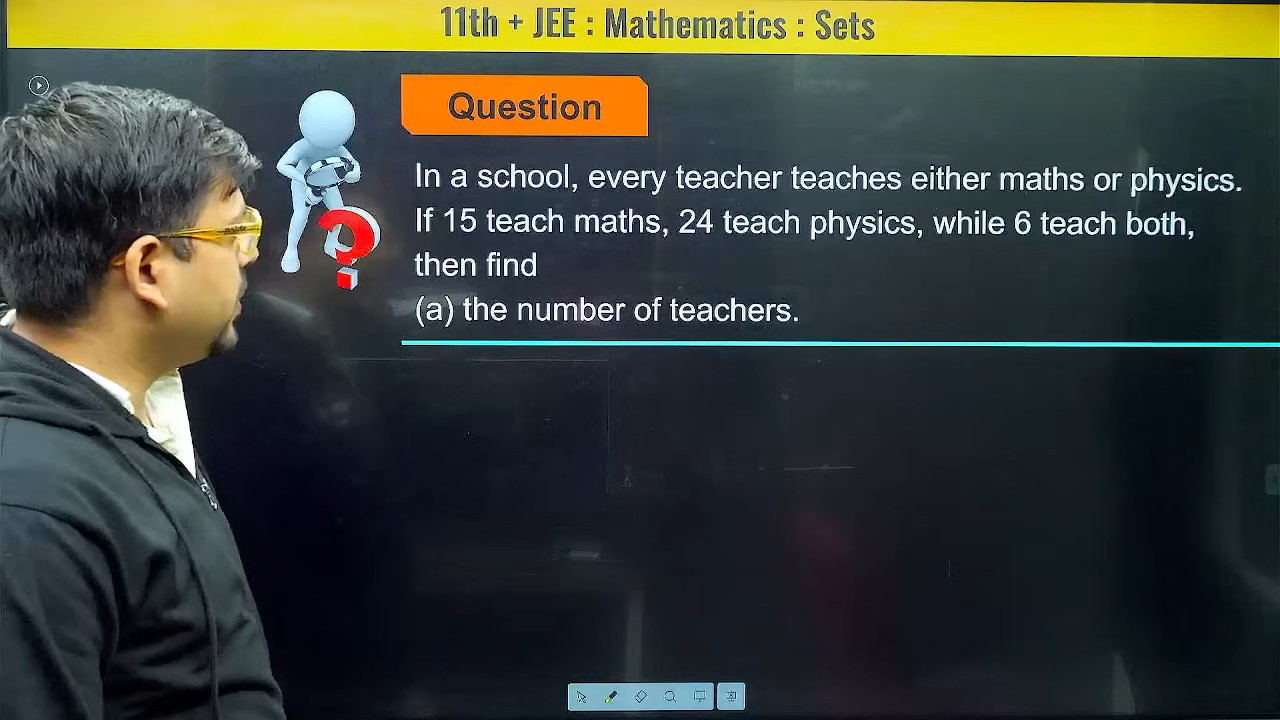 11th + JEE : Mathematics : Sets
Question
In a school, every teacher teaches either maths or physics.
If 15 teach maths, 24 teach physics, while 6 teach both,
then find
(a) the number of teachers.